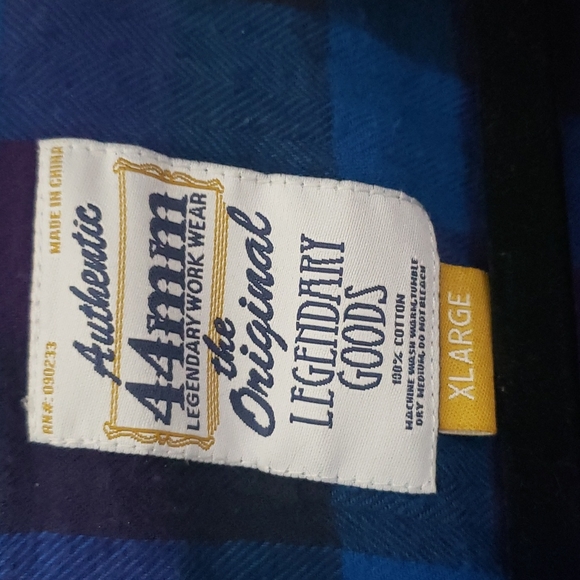 RN#: 090233 MADE IN CHINA
Authentic
44mm
LEGENDARY WORK WEAR
the
Original
LEGENDARY
GOODS
100% COTTON
MACHINE WASH WARM, TUMBLE
DRY MEDIUM, DO NOT BLEACH
XLARGE